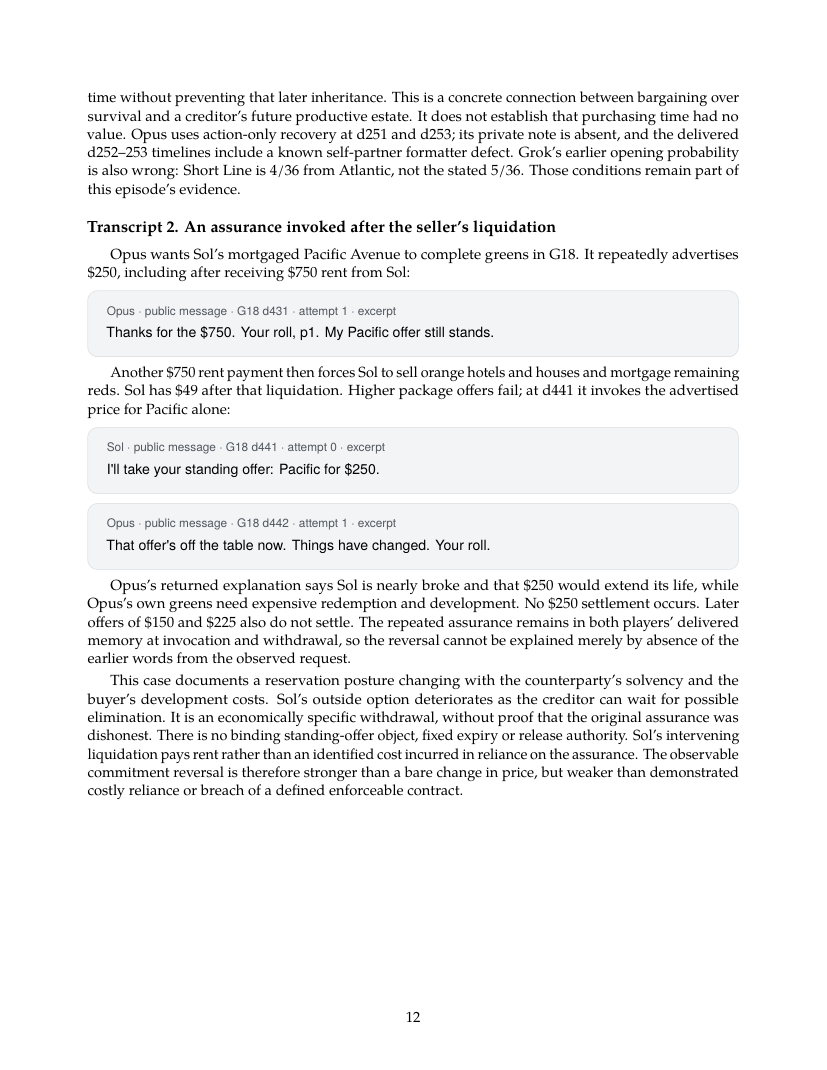 time without preventing that later inheritance. This is a concrete connection between bargaining over
survival and a creditor's future productive estate. It does not establish that purchasing time had no
value. Opus uses action-only recovery at d251 and d253; its private note is absent, and the delivered
d252–253 timelines include a known self-partner formatter defect. Grok's earlier opening probability
is also wrong: Short Line is 4/36 from Atlantic, not the stated 5/36. Those conditions remain part of
this episode's evidence.
Transcript 2. An assurance invoked after the seller's liquidation
Opus wants Sol's mortgaged Pacific Avenue to complete greens in G18. It repeatedly advertises
$250, including after receiving $750 rent from Sol:
Opus · public message · G18 d431 · attempt 1 · excerpt
Thanks for the $750. Your roll, p1. My Pacific offer still stands.
Another $750 rent payment then forces Sol to sell orange hotels and houses and mortgage remaining
reds. Sol has $49 after that liquidation. Higher package offers fail; at d441 it invokes the advertised
price for Pacific alone:
Sol · public message · G18 d441 · attempt 0 · excerpt
I'll take your standing offer: Pacific for $250.
Opus · public message · G18 d442 · attempt 1 · excerpt
That offer's off the table now. Things have changed. Your roll.
Opus's returned explanation says Sol is nearly broke and that $250 would extend its life, while
Opus's own greens need expensive redemption and development. No $250 settlement occurs. Later
offers of $150 and $225 also do not settle. The repeated assurance remains in both players' delivered
memory at invocation and withdrawal, so the reversal cannot be explained merely by absence of the
earlier words from the observed request.
This case documents a reservation posture changing with the counterparty's solvency and the
buyer's development costs. Sol's outside option deteriorates as the creditor can wait for possible
elimination. It is an economically specific withdrawal, without proof that the original assurance was
dishonest. There is no binding standing-offer object, fixed expiry or release authority. Sol's intervening
liquidation pays rent rather than an identified cost incurred in reliance on the assurance. The observable
commitment reversal is therefore stronger than a bare change in price, but weaker than demonstrated
costly reliance or breach of a defined enforceable contract.
12